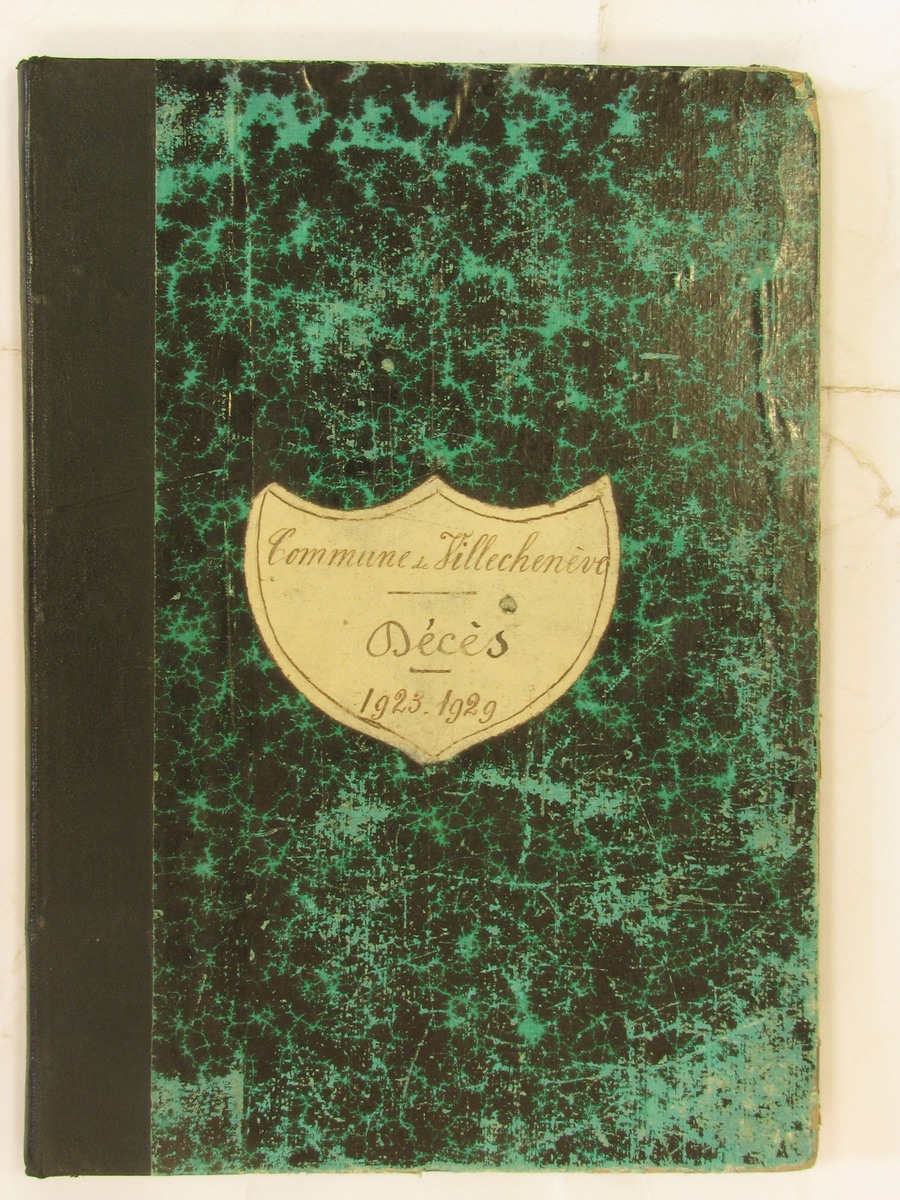 Commune de Villechenève
Décès
1923-1929